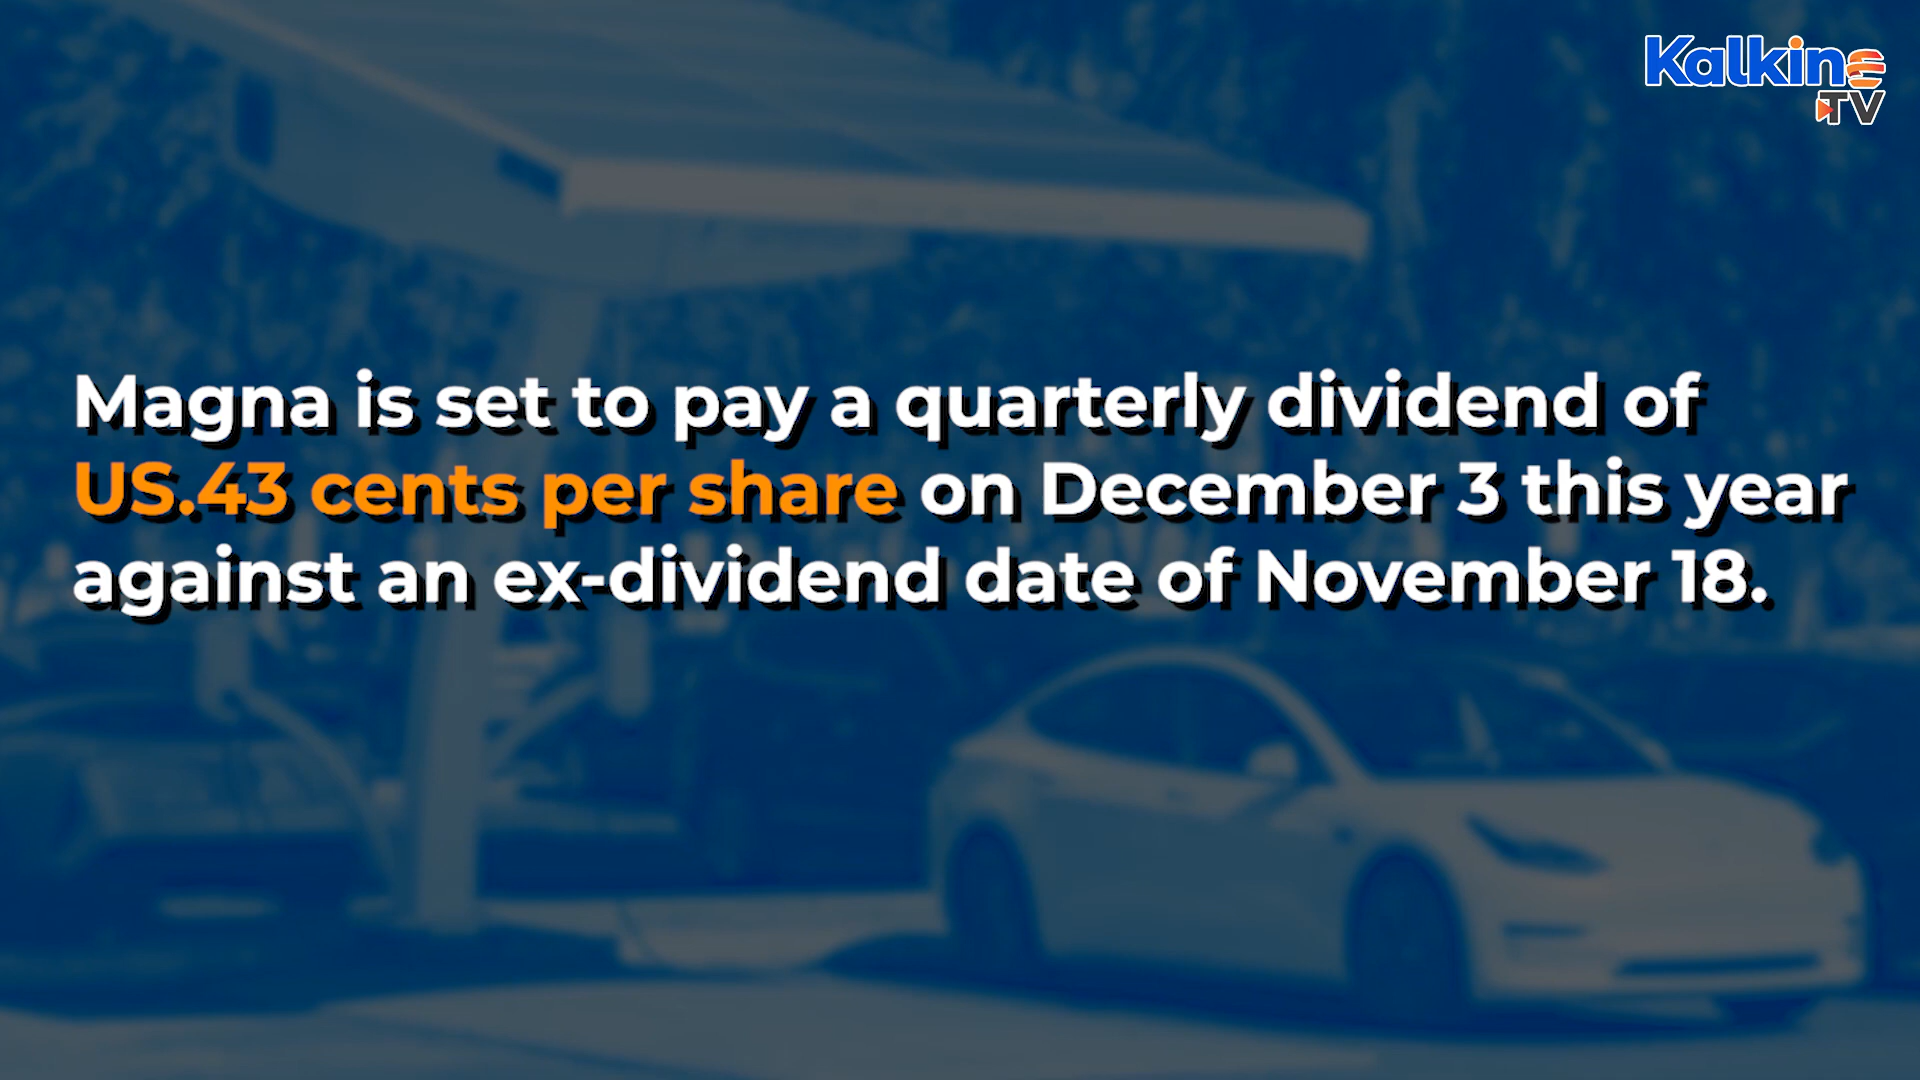 Kalkine
TV
Magna is set to pay a quarterly dividend of
US.43 cents per share on December 3 this year
against an ex-dividend date of November 18.